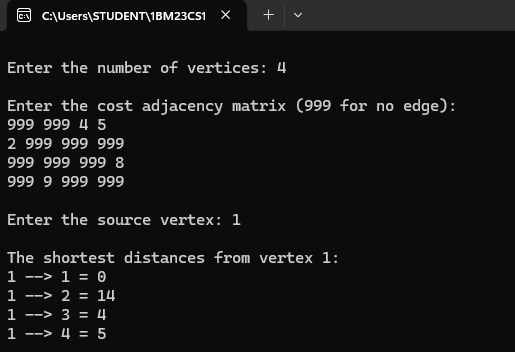 C:\Users\STUDENT\1BM23CS1
Enter the number of vertices: 4
Enter the cost adjacency matrix (999 for no edge):
999 999 4 5
2 999 999 999
999 999 999 8
999 9 999 999
Enter the source vertex: 1
The shortest distances from vertex 1:
1 --> 1 = 0
1 --> 2 = 14
1 --> 3 = 4
1 --> 4 = 5